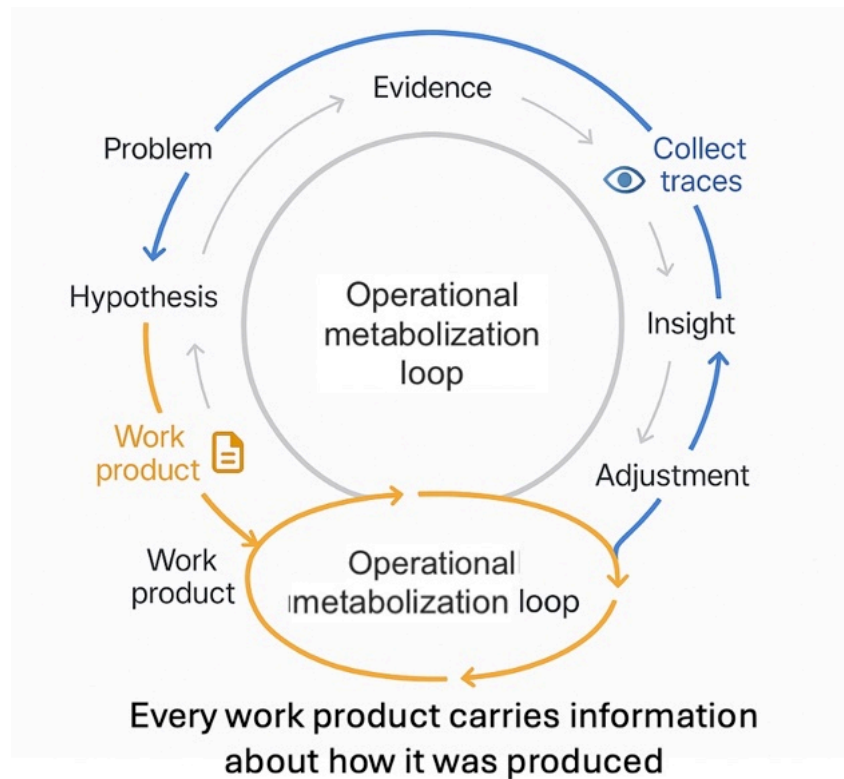 Evidence
Problem
Collect
traces
Hypothesis
Operational
metabolization
loop
Insight
Work
product
Adjustment
Work
product
Operational
metabolization loop
Every work product carries information
about how it was produced